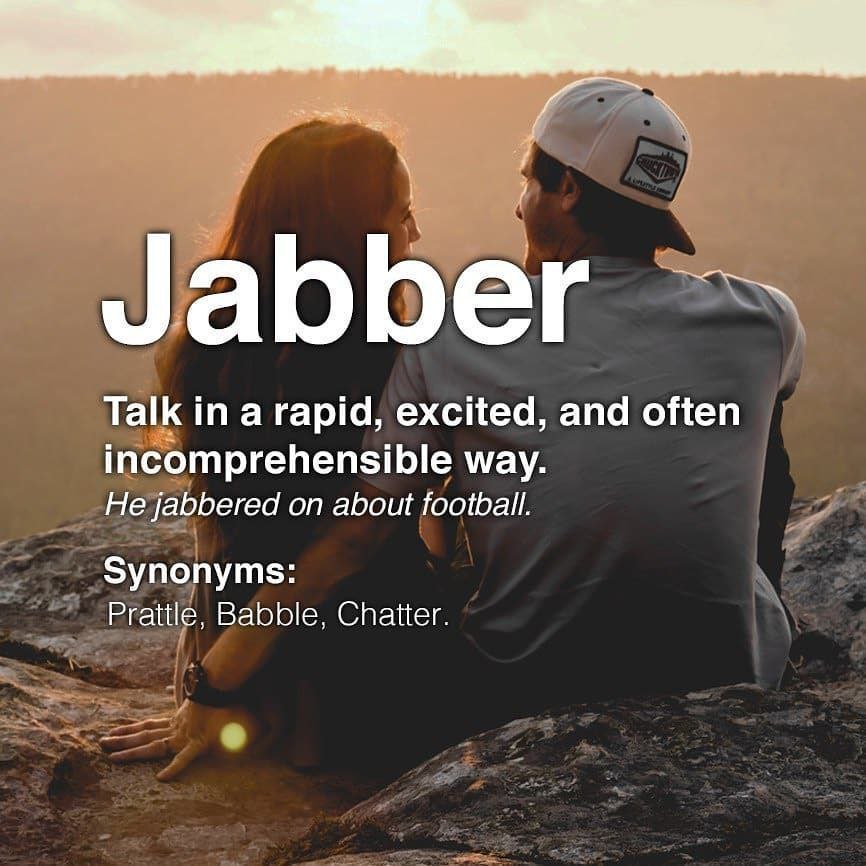 Jabber
Talk in a rapid, excited, and often
incomprehensible way.
He jabbered on about football.
Synonyms:
Prattle, Babble, Chatter.